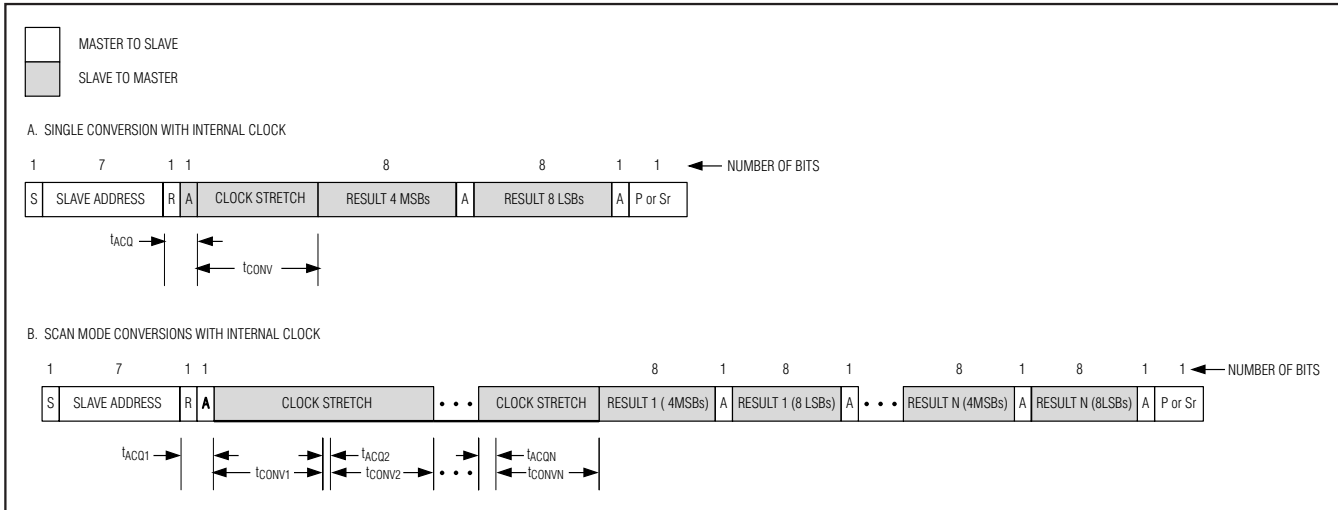 MASTER TO SLAVE
SLAVE TO MASTER
A. SINGLE CONVERSION WITH INTERNAL CLOCK
1 7 1 1 8 8 1 1 NUMBER OF BITS
S SLAVE ADDRESS R A CLOCK STRETCH RESULT 4 MSBs A RESULT 8 LSBs A P or Sr
tACQ
tCONV
B. SCAN MODE CONVERSIONS WITH INTERNAL CLOCK
1 7 1 1 8 1 8 1 8 1 8 1 1 NUMBER OF BITS
S SLAVE ADDRESS R A CLOCK STRETCH • • • CLOCK STRETCH RESULT 1 ( 4MSBs) A RESULT 1 (8 LSBs) A • • • RESULT N (4MSBs) A RESULT N (8LSBs) A P or Sr
tACQ1 tACQ2 tACQN
tCONV1 tCONV2 • • • tCONVN